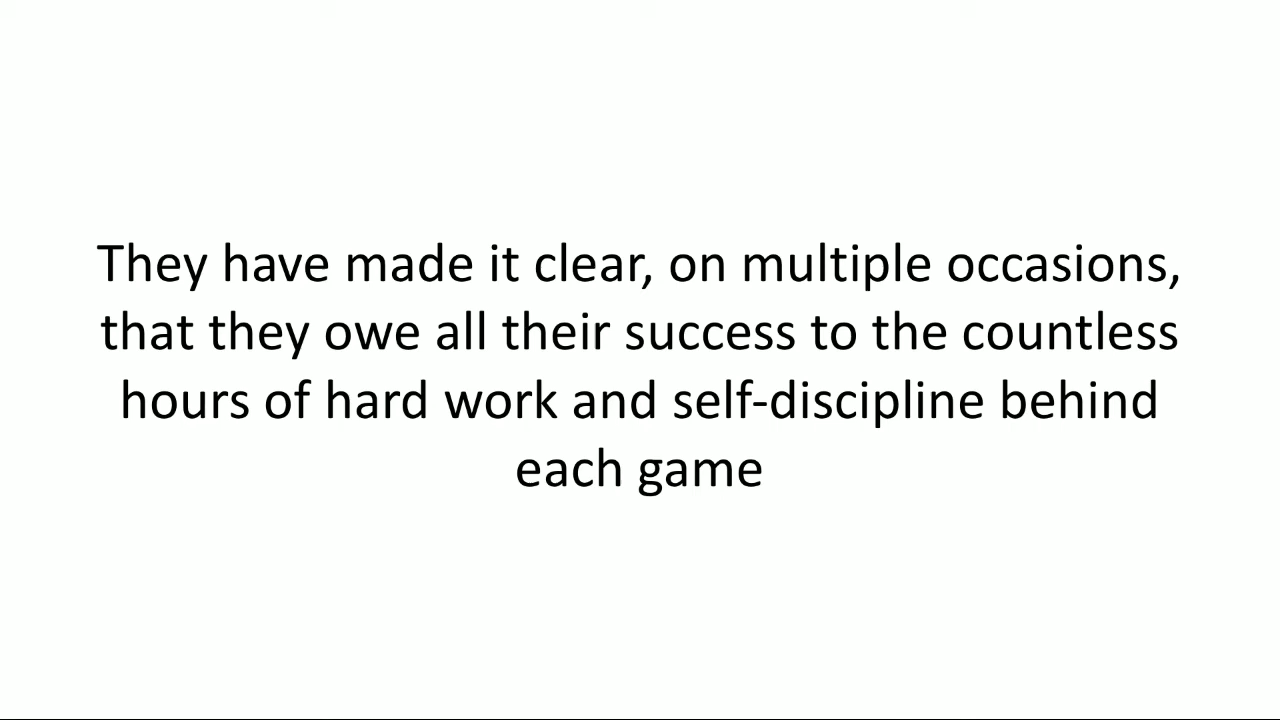 They have made it clear, on multiple occasions,
that they owe all their success to the countless
hours of hard work and self-discipline behind
each game